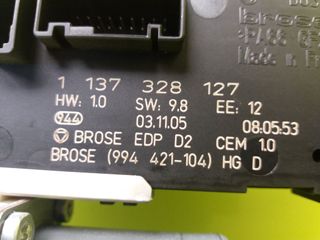 brose
1 137 328 127
HW: 1.0 SW: 9.8 EE: 12
944 03.11.05 08:05:53
BROSE EDP D2 CEM 1.0
BROSE (994 421-104) HG D